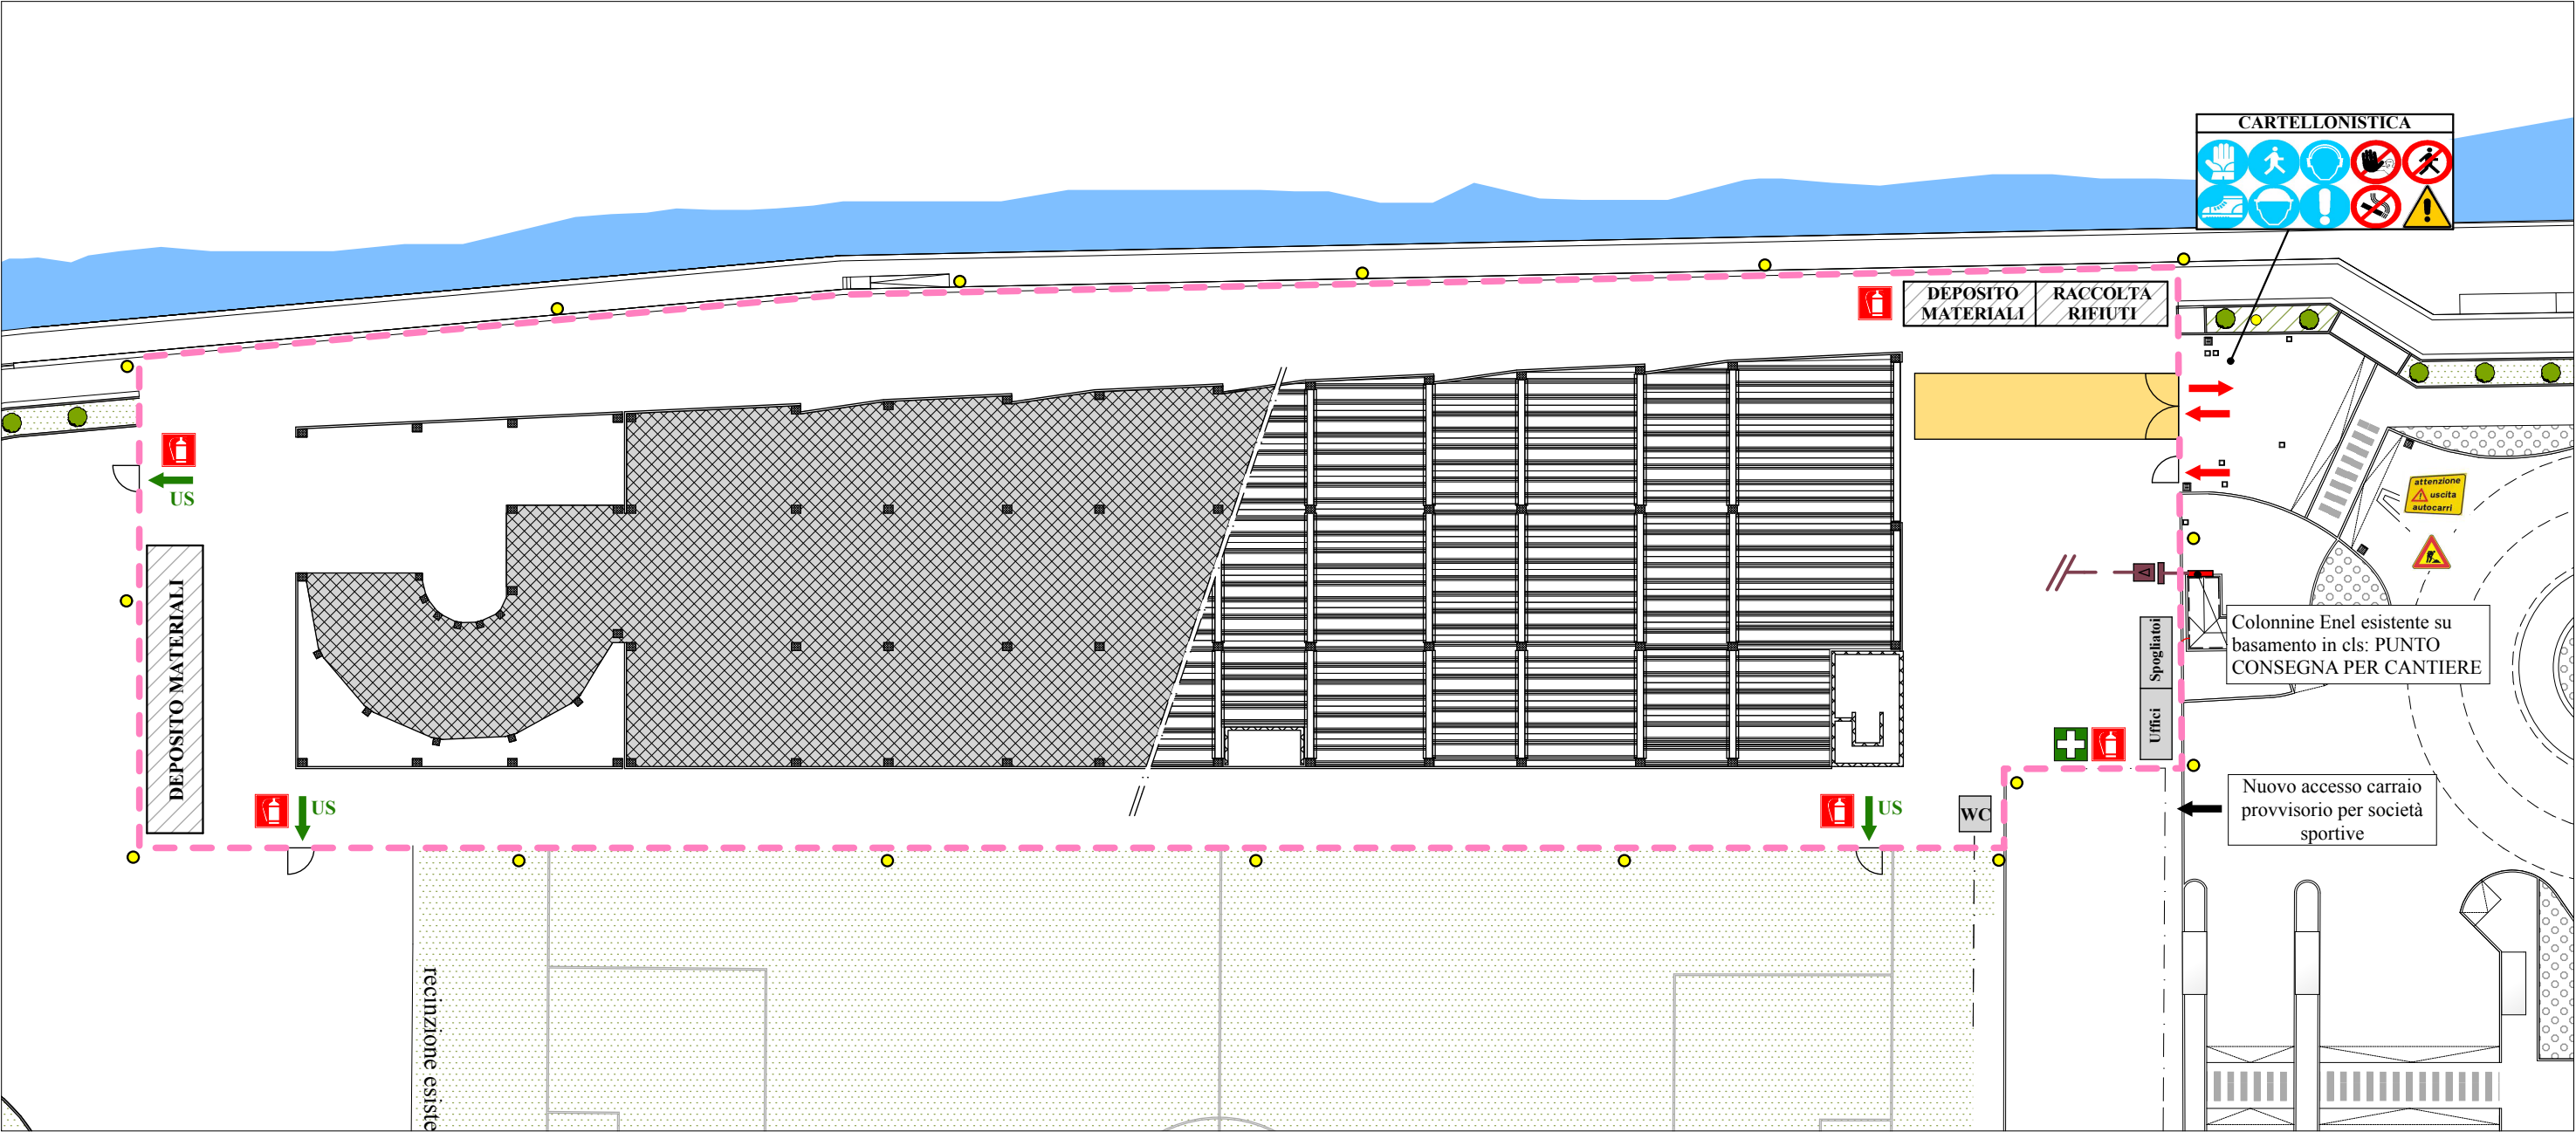 CARTELLONISTICA
DEPOSITO
MATERIALI
RACCOLTA
RIFIUTI
US
attenzione
uscita
autocarri
DEPOSITO MATERIALI
Spogliatoi
Uffici
Colonnine Enel esistente su
basamento in cls: PUNTO
CONSEGNA PER CANTIERE
US
US
WC
Nuovo accesso carraio
provvisorio per società
sportive
recinzione esiste